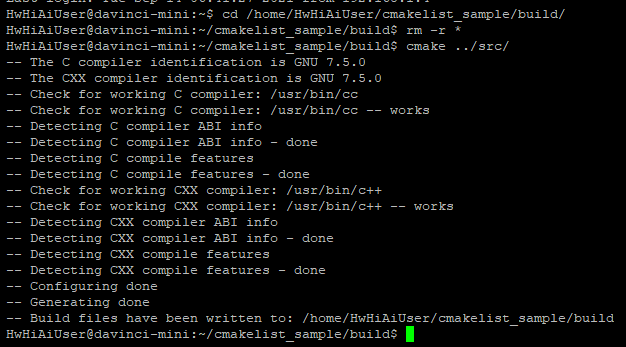 HwHiAiUser@davinci-mini:~$ cd /home/HwHiAiUser/cmakelist_sample/build/
HwHiAiUser@davinci-mini:~/cmakelist_sample/build$ rm -r *
HwHiAiUser@davinci-mini:~/cmakelist_sample/build$ cmake ../src/
-- The C compiler identification is GNU 7.5.0
-- The CXX compiler identification is GNU 7.5.0
-- Check for working C compiler: /usr/bin/cc
-- Check for working C compiler: /usr/bin/cc -- works
-- Detecting C compiler ABI info
-- Detecting C compiler ABI info - done
-- Detecting C compile features
-- Detecting C compile features - done
-- Check for working CXX compiler: /usr/bin/c++
-- Check for working CXX compiler: /usr/bin/c++ -- works
-- Detecting CXX compiler ABI info
-- Detecting CXX compiler ABI info - done
-- Detecting CXX compile features
-- Detecting CXX compile features - done
-- Configuring done
-- Generating done
-- Build files have been written to: /home/HwHiAiUser/cmakelist_sample/build
HwHiAiUser@davinci-mini:~/cmakelist_sample/build$